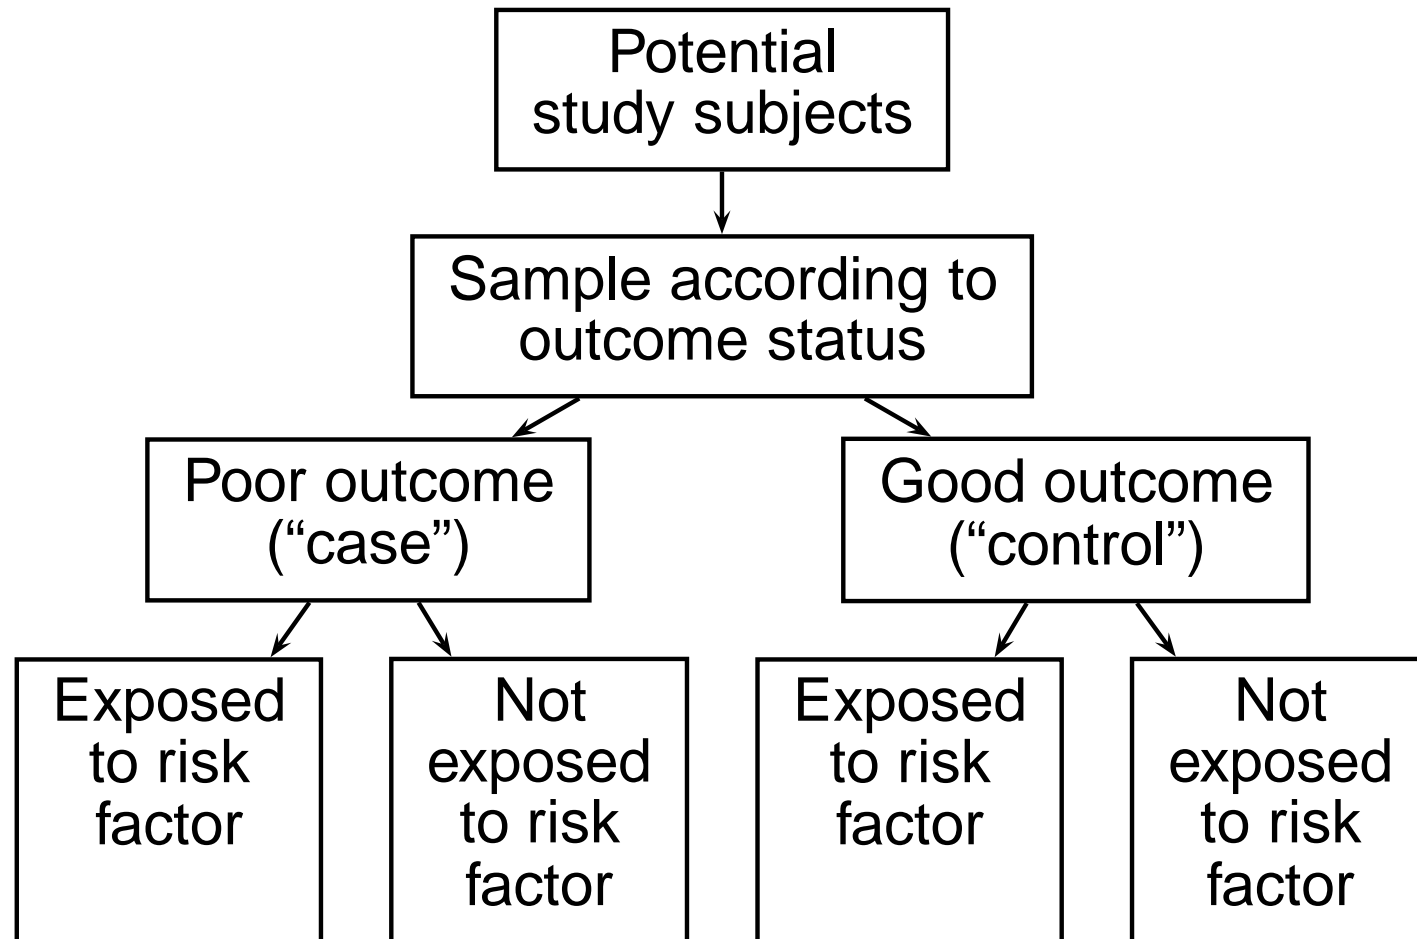 Potential
study subjects
Sample according to
outcome status
Poor outcome
(“case”)
Good outcome
(“control”)
Exposed
to risk
factor
Not
exposed
to risk
factor
Exposed
to risk
factor
Not
exposed
to risk
factor